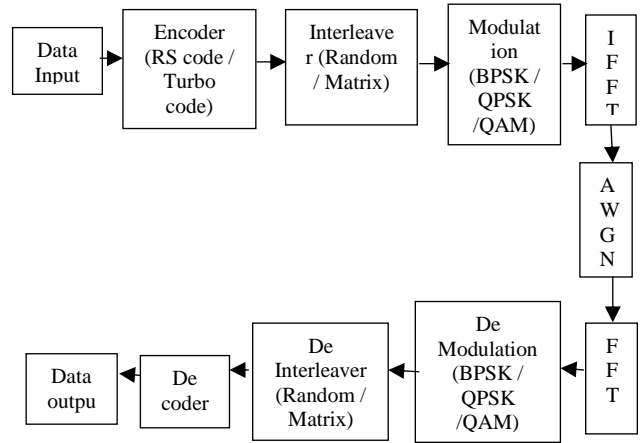 Data
Input
Encoder
(RS code /
Turbo
code)
Interleave
r (Random
/ Matrix)
Modulat
ion
(BPSK /
QPSK
/QAM)
I
F
F
T
A
W
G
N
F
F
T
De
Modulation
(BPSK /
QPSK
/QAM)
De
Interleaver
(Random /
Matrix)
De
coder
Data
outpu